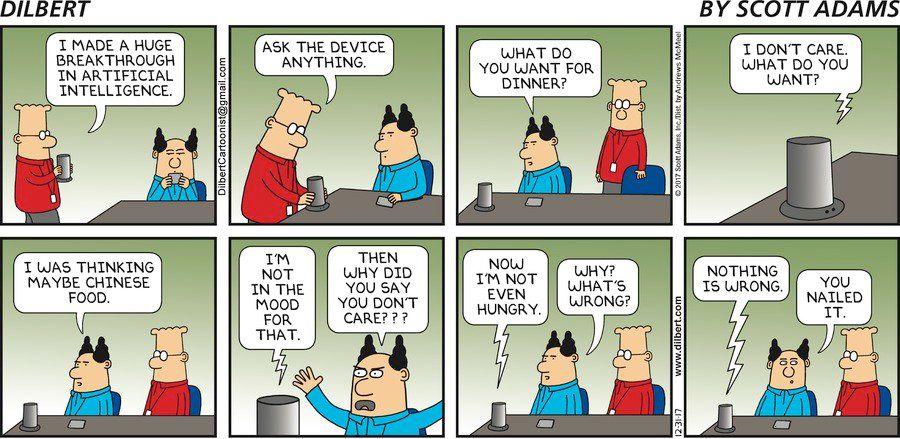 DILBERT
BY SCOTT ADAMS
I MADE A HUGE
BREAKTHROUGH
IN ARTIFICIAL
INTELLIGENCE.
DilbertCartoonist@gmail.com
ASK THE DEVICE
ANYTHING.
WHAT DO
YOU WANT FOR
DINNER?
© 2017 Scott Adams, Inc./Dist. by Andrews McMeel
I DON'T CARE.
WHAT DO YOU
WANT?
I WAS THINKING
MAYBE CHINESE
FOOD.
I'M
NOT
IN THE
MOOD
FOR
THAT.
THEN
WHY DID
YOU SAY
YOU DON'T
CARE???
NOW
I'M NOT
EVEN
HUNGRY.
WHY?
WHAT'S
WRONG?
12-31-17
www.dilbert.com
NOTHING
IS WRONG.
YOU
NAILED
IT.